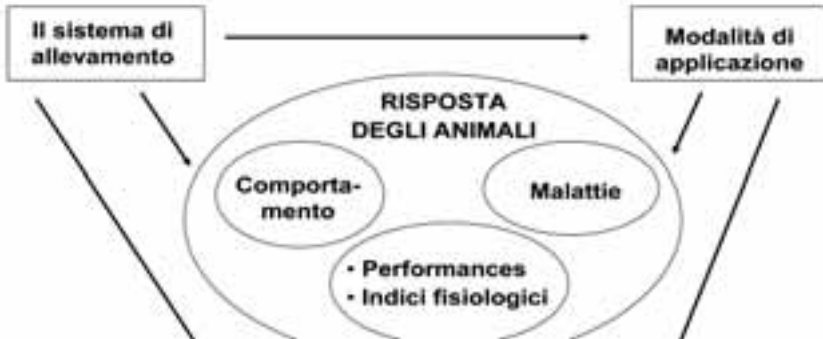 Il sistema di
allevamento
Modalità di
applicazione
RISPOSTA
DEGLI ANIMALI
Comporta-
mento
Malattie
• Performances
• Indici fisiologici